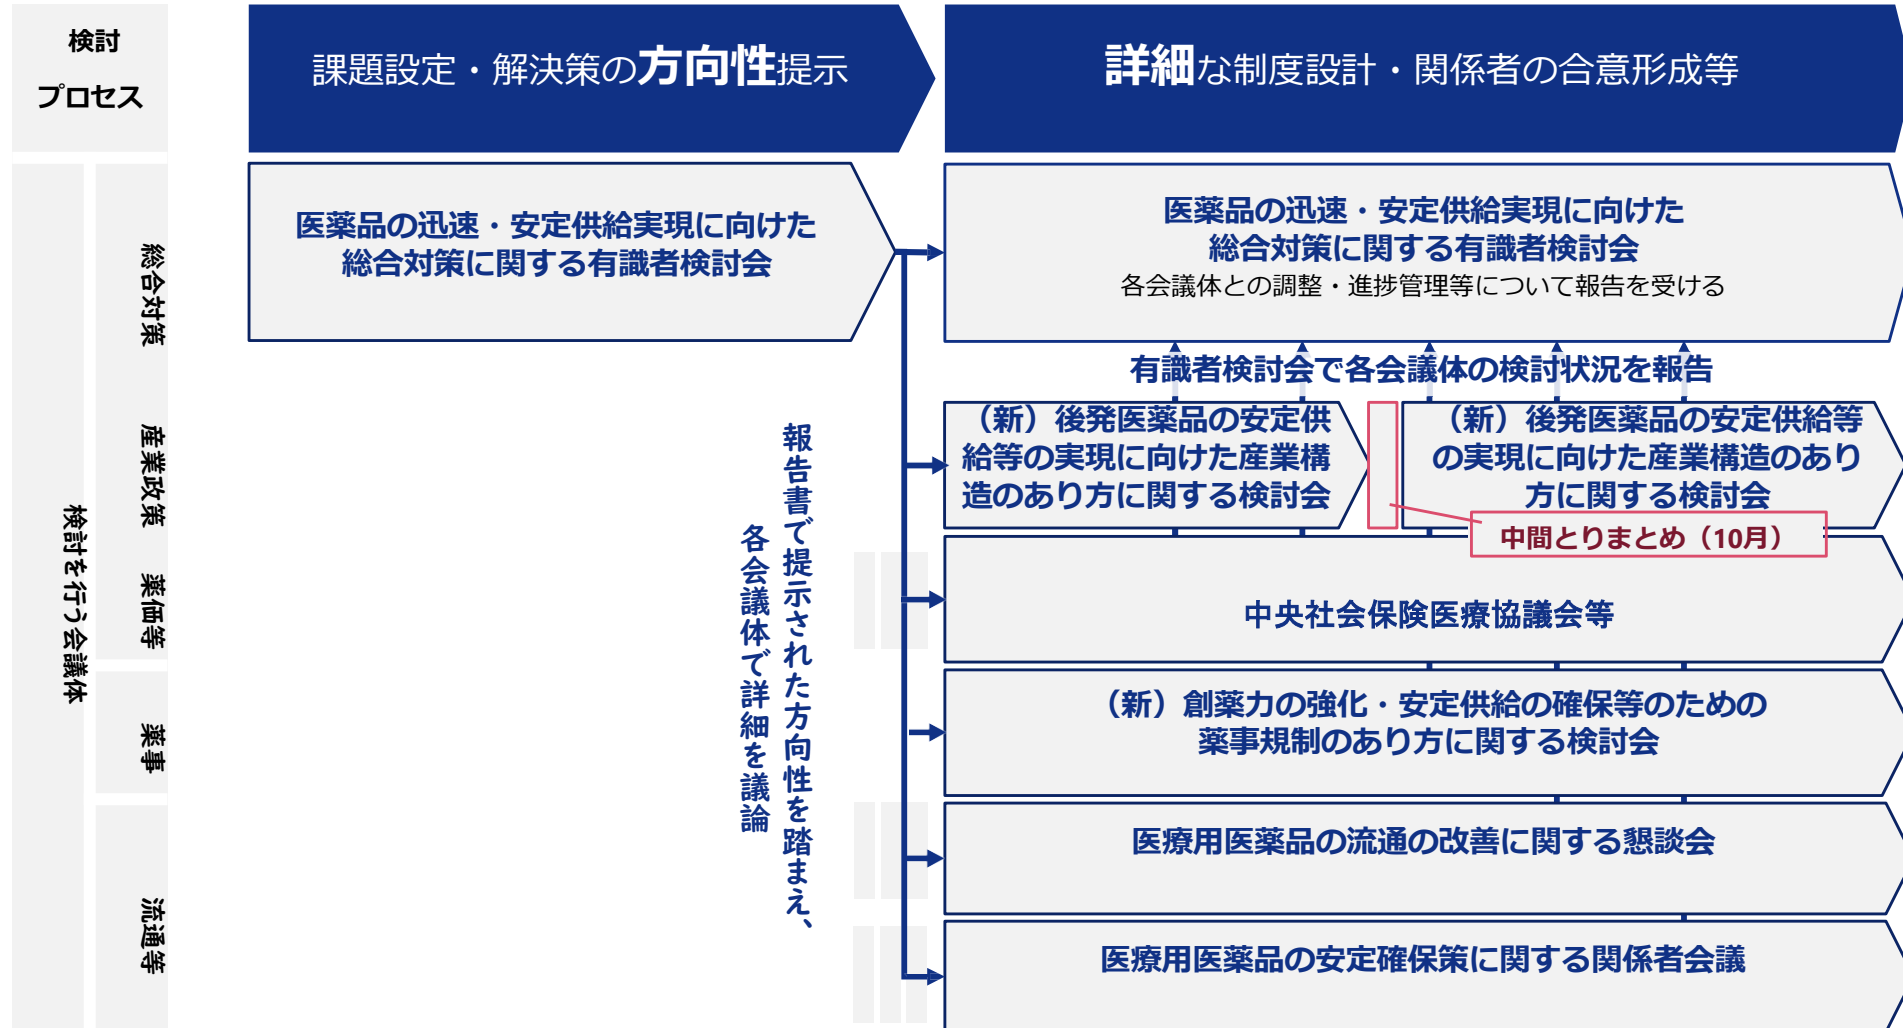 検討
プロセス
課題設定・解決策の方向性提示
詳細な制度設計・関係者の合意形成等
検討を行う会議体
総合対策
医薬品の迅速・安定供給実現に向けた
総合対策に関する有識者検討会
医薬品の迅速・安定供給実現に向けた
総合対策に関する有識者検討会
各会議体との調整・進捗管理等について報告を受ける
有識者検討会で各会議体の検討状況を報告
報告書で提示された方向性を踏まえ、
各会議体で詳細を議論
産業政策
（新）後発医薬品の安定供
給等の実現に向けた産業構
造のあり方に関する検討会
（新）後発医薬品の安定供給等
の実現に向けた産業構造のあり
方に関する検討会
中間とりまとめ（10月）
薬価等
中央社会保険医療協議会等
薬事
（新）創薬力の強化・安定供給の確保等のための
薬事規制のあり方に関する検討会
流通等
医療用医薬品の流通の改善に関する懇談会
医療用医薬品の安定確保策に関する関係者会議